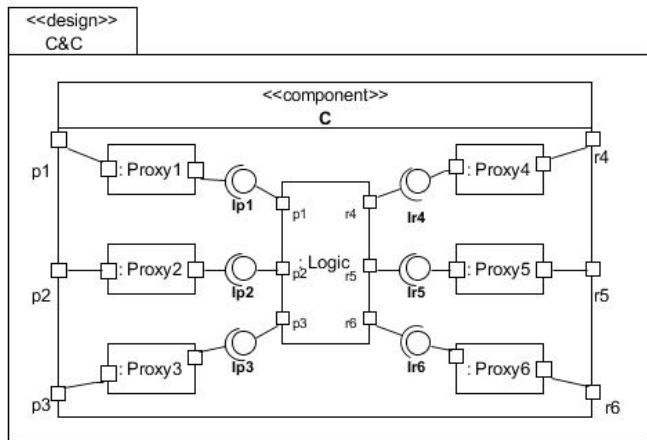 <<design>>
C&C
<<component>>
C
p1
: Proxy1
Ip1
p1
r4
Ir4
: Proxy4
r4
p2
: Proxy2
Ip2
p2
: Logic
r5
Ir5
: Proxy5
r5
p3
: Proxy3
Ip3
p3
r6
Ir6
: Proxy6
r6